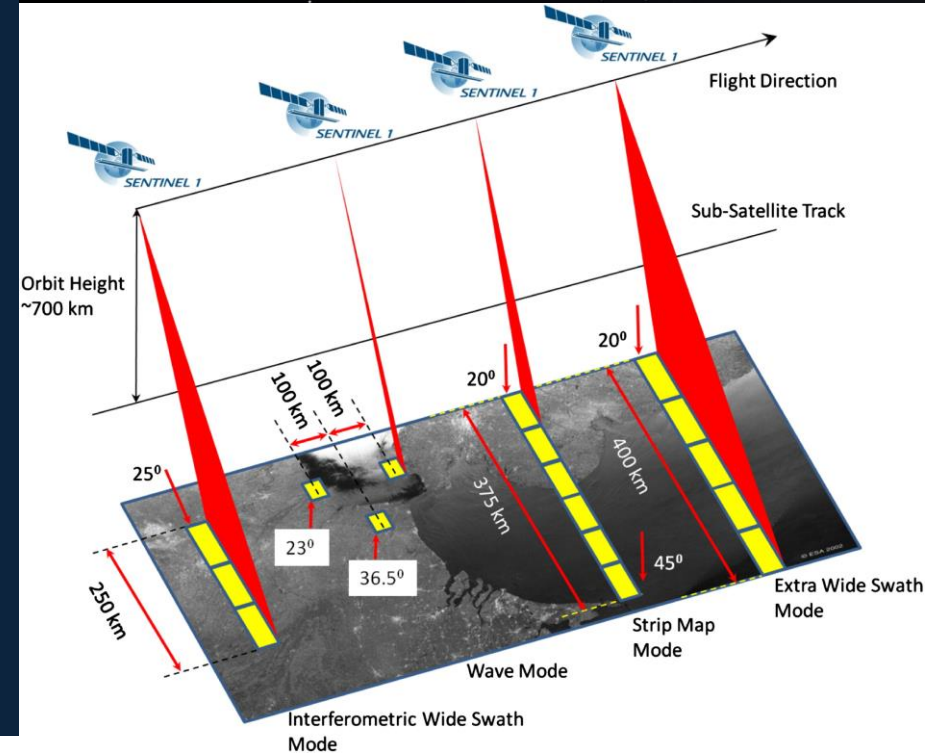 SENTINEL 1
SENTINEL 1
SENTINEL 1
SENTINEL 1
Flight Direction
Sub-Satellite Track
Orbit Height
~700 km
100 km
100 km
20⁰
20⁰
25⁰
375 km
400 km
23⁰
36.5⁰
45⁰
250 km
© ESA 2002
Extra Wide Swath
Mode
Strip Map
Mode
Wave Mode
Interferometric Wide Swath
Mode